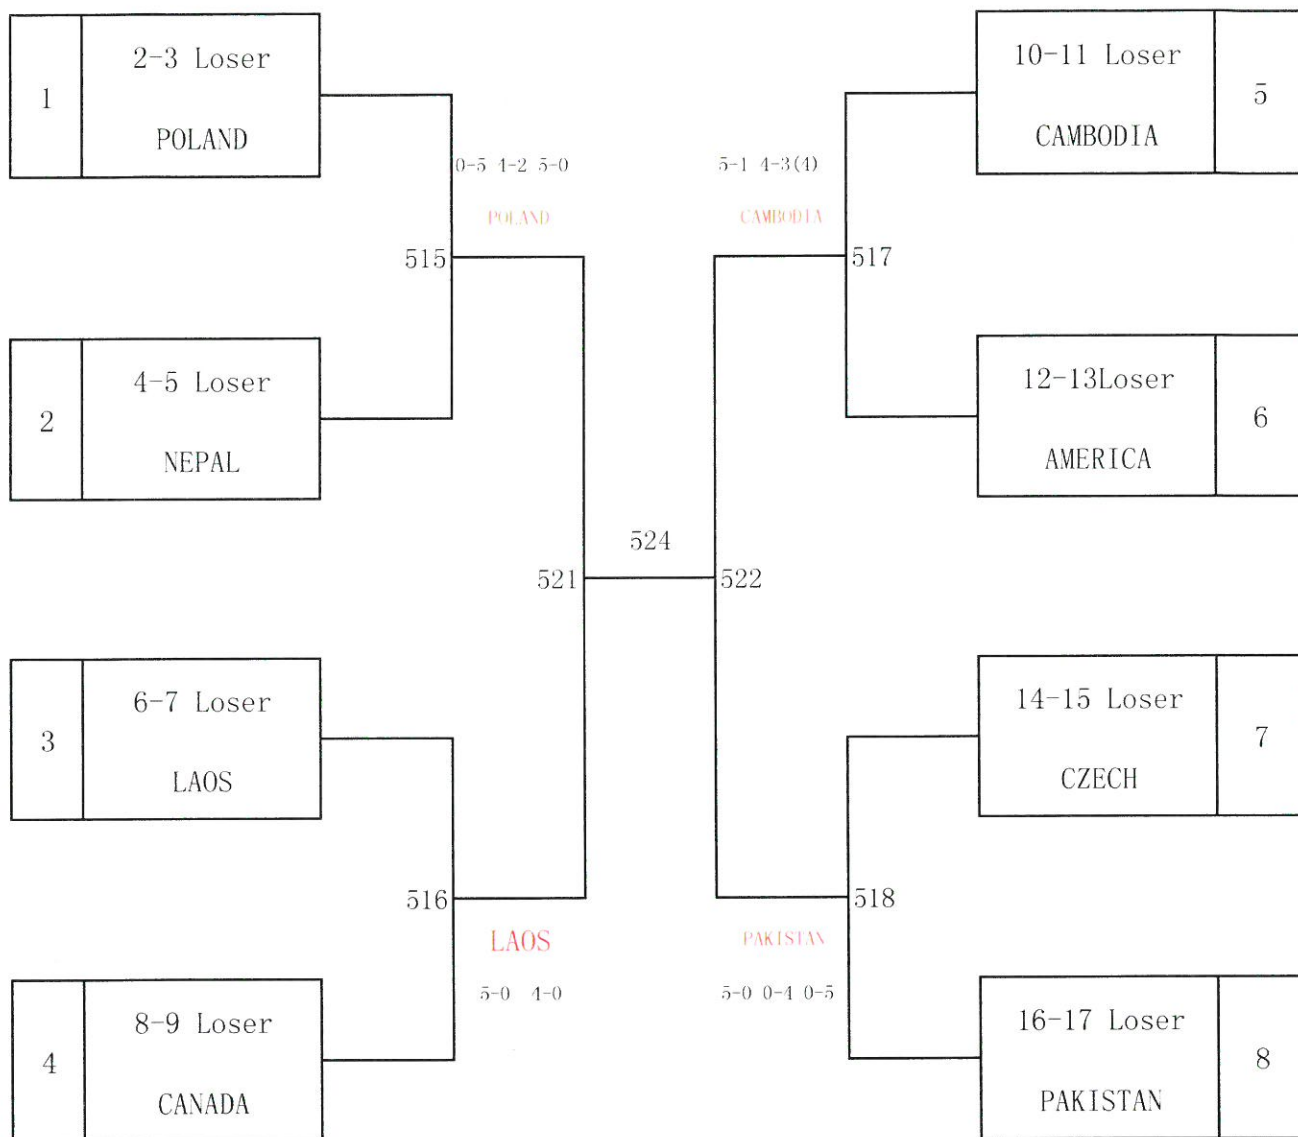 1
2-3 Loser
POLAND
10-11 Loser
CAMBODIA
5
0-5 4-2 5-0
POLAND
5-1 4-3(4)
CAMBODIA
515
517
2
4-5 Loser
NEPAL
12-13Loser
AMERICA
6
524
521
522
3
6-7 Loser
LAOS
14-15 Loser
CZECH
7
516
518
LAOS
5-0 4-0
PAKISTAN
5-0 0-4 0-5
4
8-9 Loser
CANADA
16-17 Loser
PAKISTAN
8